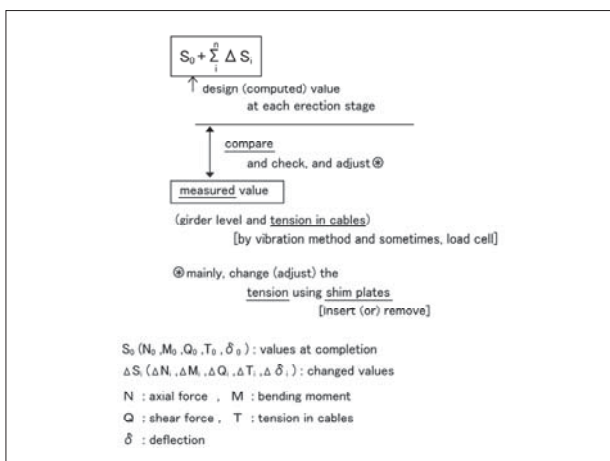 S₀ + Σⁿᵢ Δ Sᵢ
design (computed) value
at each erection stage
compare
and check, and adjust⊛
measured value
(girder level and tension in cables)
[by vibration method and sometimes, load cell]
⊛mainly, change (adjust) the
tension using shim plates
[insert (or) remove]
S₀ (N₀ ,M₀ ,Q₀ ,T₀ ,δ₀) : values at completion
ΔSᵢ (ΔNᵢ ,ΔMᵢ ,ΔQᵢ ,ΔTᵢ ,Δ δᵢ) : changed values
N : axial force , M : bending moment
Q : shear force , T : tension in cables
δ : deflection